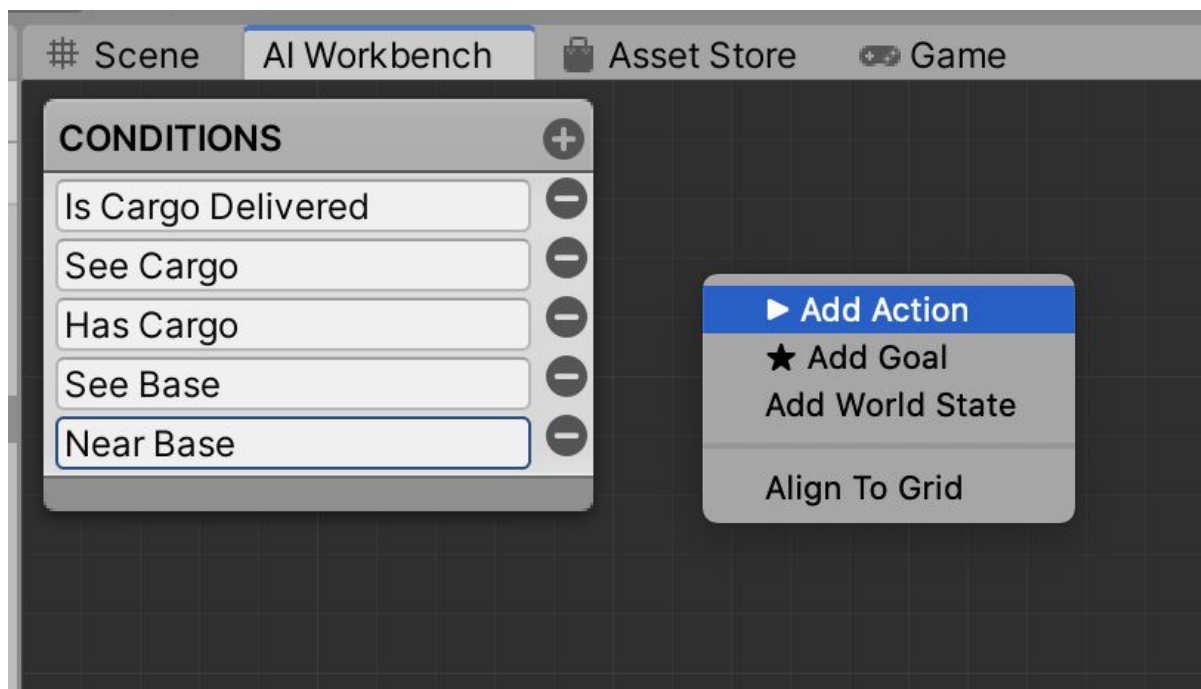 Scene AI Workbench Asset Store Game
CONDITIONS
Is Cargo Delivered
See Cargo
Has Cargo
See Base
Near Base
Add Action
Add Goal
Add World State
Align To Grid